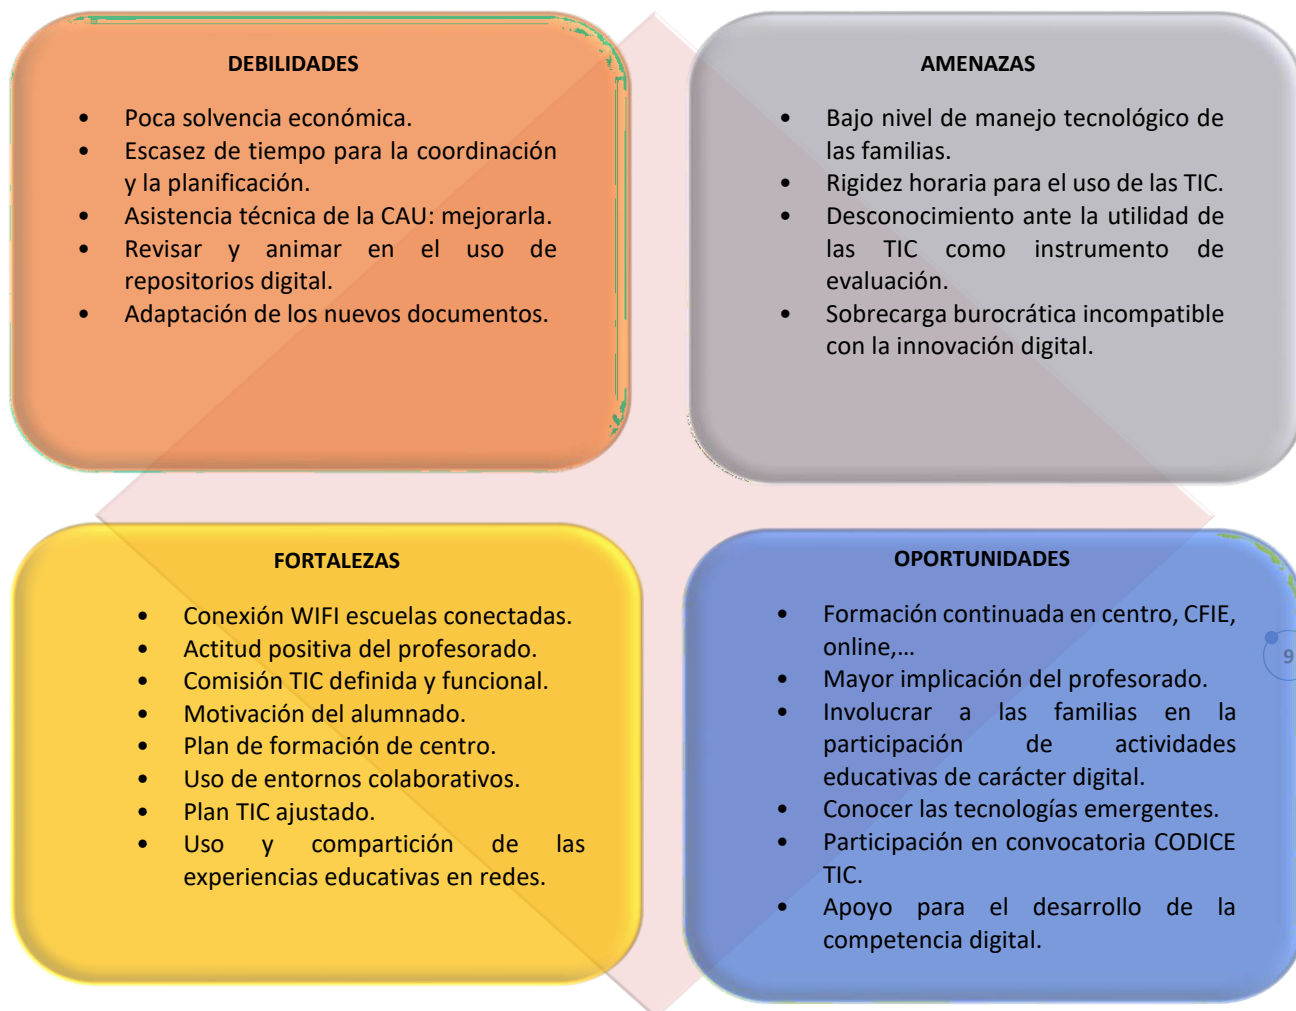 DEBILIDADES
• Poca solvencia económica.
• Escasez de tiempo para la coordinación
y la planificación.
• Asistencia técnica de la CAU: mejorarla.
• Revisar y animar en el uso de
repositorios digital.
• Adaptación de los nuevos documentos.
AMENAZAS
• Bajo nivel de manejo tecnológico de
las familias.
• Rigidez horaria para el uso de las TIC.
• Desconocimiento ante la utilidad de
las TIC como instrumento de
evaluación.
• Sobrecarga burocrática incompatible
con la innovación digital.
FORTALEZAS
• Conexión WIFI escuelas conectadas.
• Actitud positiva del profesorado.
• Comisión TIC definida y funcional.
• Motivación del alumnado.
• Plan de formación de centro.
• Uso de entornos colaborativos.
• Plan TIC ajustado.
• Uso y compartición de las
experiencias educativas en redes.
OPORTUNIDADES
• Formación continuada en centro, CFIE,
online,...
• Mayor implicación del profesorado.
• Involucrar a las familias en la
participación de actividades
educativas de carácter digital.
• Conocer las tecnologías emergentes.
• Participación en convocatoria CODICE
TIC.
• Apoyo para el desarrollo de la
competencia digital.
9